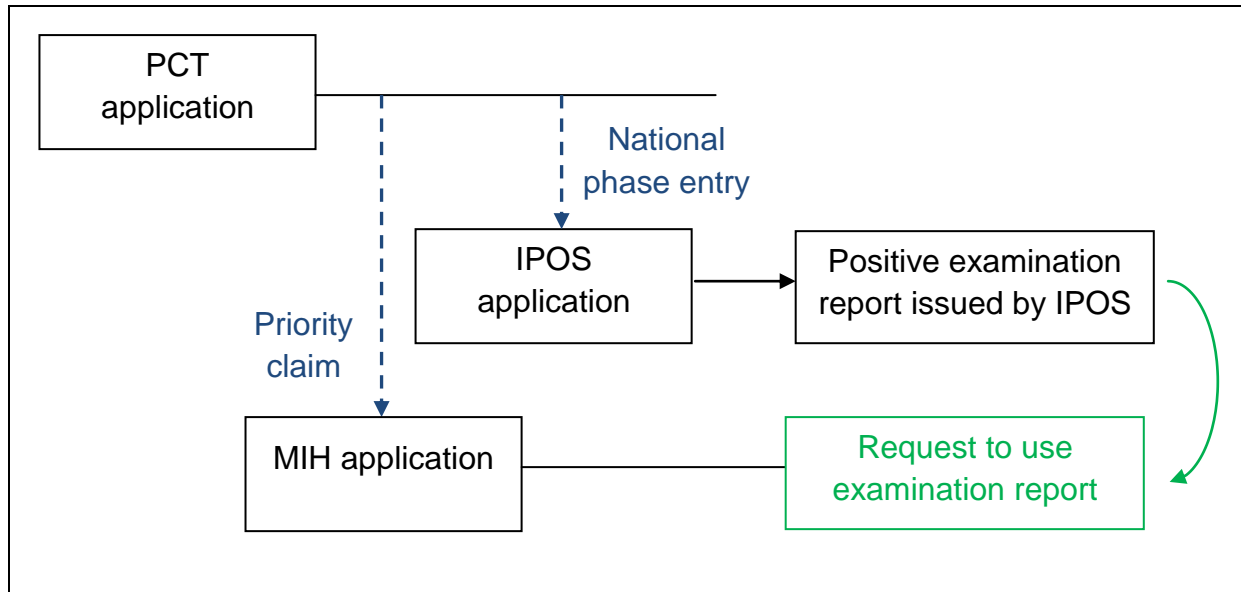 PCT
application
National
phase entry
IPOS
application
Positive examination
report issued by IPOS
Priority
claim
MIH application
Request to use
examination report